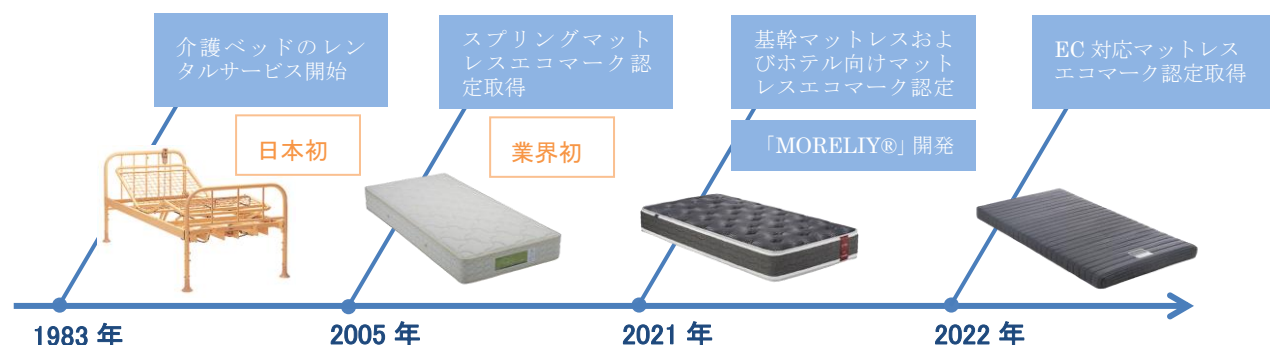 介護ベッドのレン
タルサービス開始
日本初
1983 年
スプリングマット
レスエコマーク認
定取得
業界初
2005 年
基幹マットレスおよ
びホテル向けマット
レスエコマーク認定
「MORELIY®」開発
2021 年
EC 対応マットレス
エコマーク認定取得
2022 年